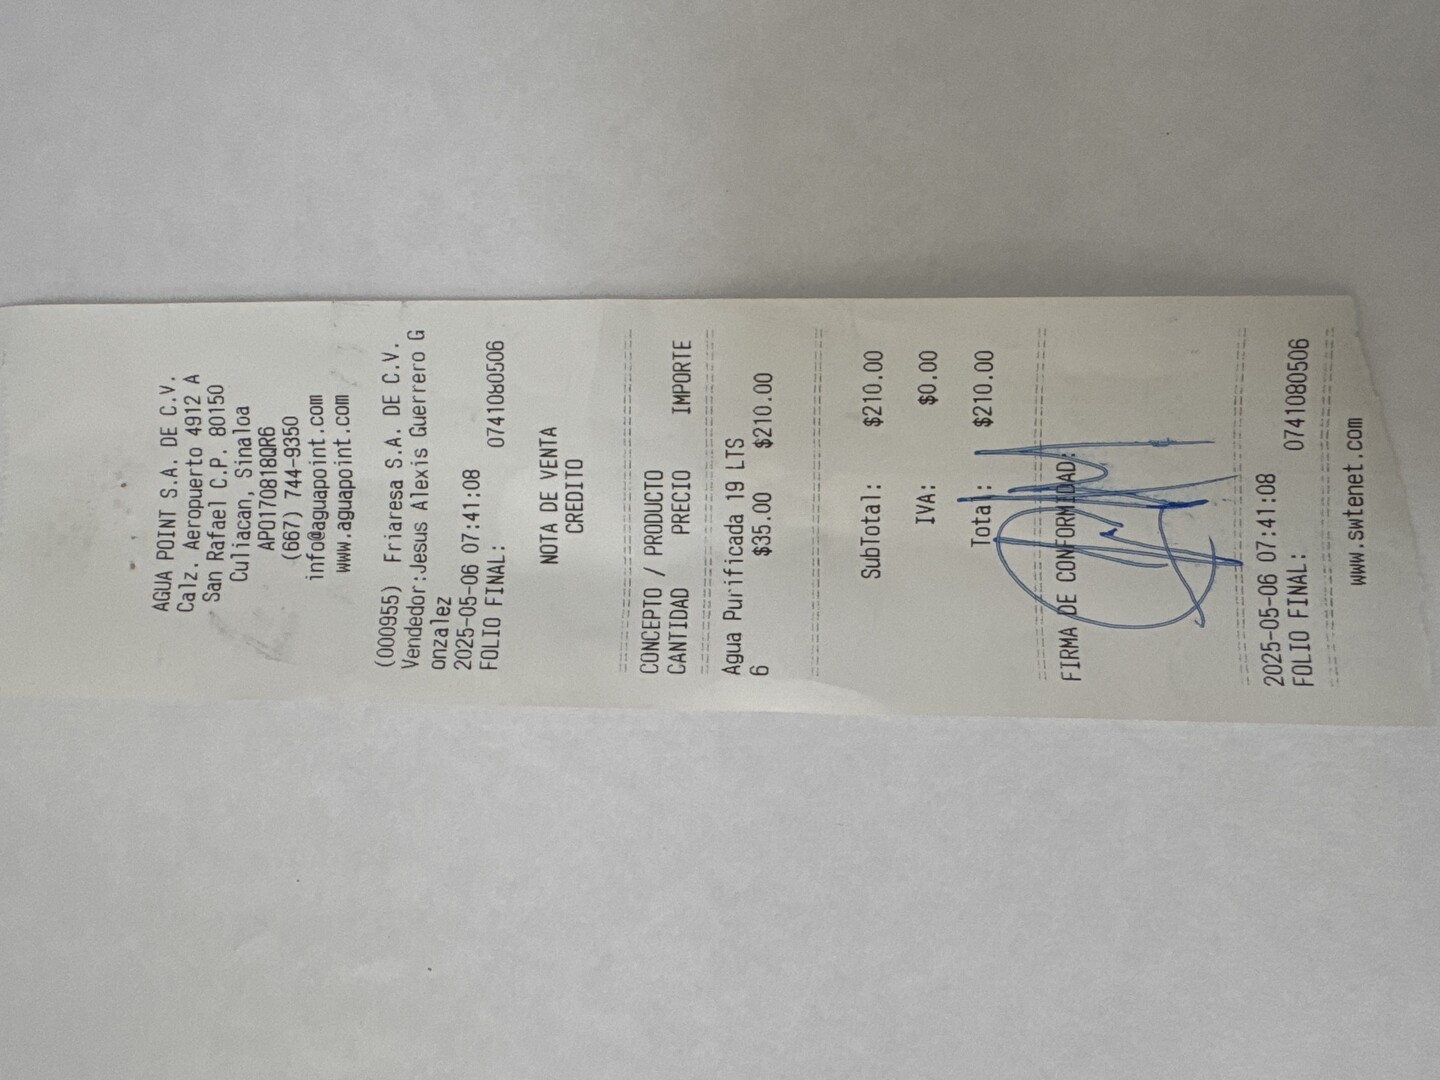 AGUA POINT S.A. DE C.V.
Calz. Aeropuerto 4912 A
San Rafael C.P. 80150
Culiacan, Sinaloa
APO170818QR6
(667) 744-9350
info@aguapoint.com
www.aguapoint.com
(000955) Friaresa S.A. DE C.V.
Vendedor:Jesus Alexis Guerrero G
onzalez
2025-05-06 07:41:08
FOLIO FINAL: 0741080506
NOTA DE VENTA
CREDITO
CONCEPTO / PRODUCTO
CANTIDAD PRECIO IMPORTE
Agua Purificada 19 LTS
6 $35.00 $210.00
SubTotal: $210.00
IVA: $0.00
Total: $210.00
FIRMA DE CONFORMIDAD:
2025-05-06 07:41:08
FOLIO FINAL: 0741080506
www.swtenet.com